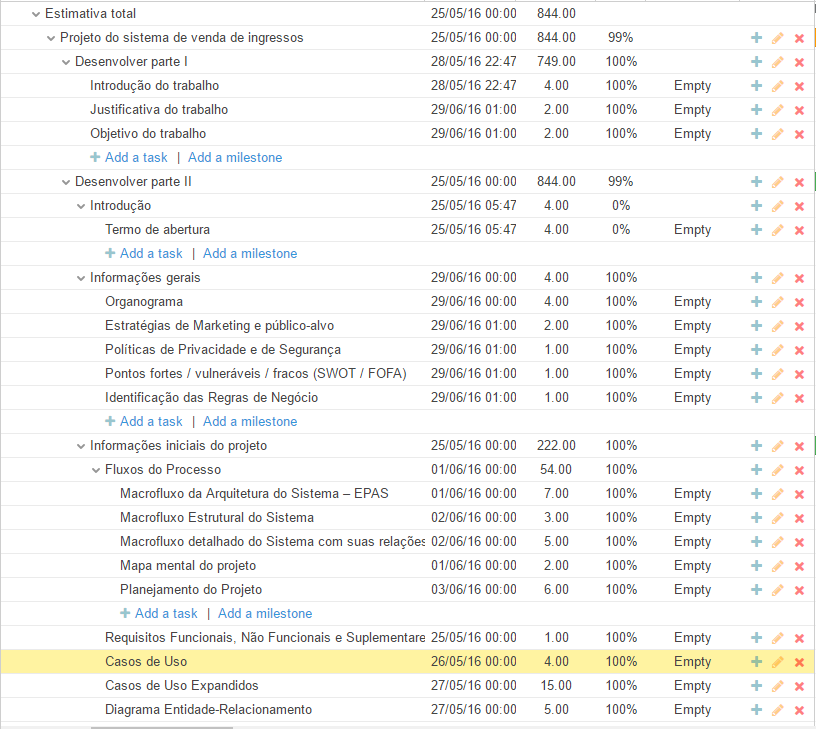 Estimativa total 25/05/16 00:00 844.00
Projeto do sistema de venda de ingressos 25/05/16 00:00 844.00 99%
Desenvolver parte I 28/05/16 22:47 749.00 100%
Introdução do trabalho 28/05/16 22:47 4.00 100% Empty
Justificativa do trabalho 29/06/16 01:00 2.00 100% Empty
Objetivo do trabalho 29/06/16 01:00 2.00 100% Empty
Add a task | Add a milestone
Desenvolver parte II 25/05/16 00:00 844.00 99%
Introdução 25/05/16 05:47 4.00 0%
Termo de abertura 25/05/16 05:47 4.00 0% Empty
Add a task | Add a milestone
Informações gerais 29/06/16 00:00 4.00 100%
Organograma 29/06/16 00:00 4.00 100% Empty
Estratégias de Marketing e público-alvo 29/06/16 01:00 2.00 100% Empty
Políticas de Privacidade e de Segurança 29/06/16 01:00 1.00 100% Empty
Pontos fortes / vulneráveis / fracos (SWOT / FOFA) 29/06/16 01:00 1.00 100% Empty
Identificação das Regras de Negócio 29/06/16 01:00 1.00 100% Empty
Add a task | Add a milestone
Informações iniciais do projeto 25/05/16 00:00 222.00 100%
Fluxos do Processo 01/06/16 00:00 54.00 100%
Macrofluxo da Arquitetura do Sistema – EPAS 01/06/16 00:00 7.00 100% Empty
Macrofluxo Estrutural do Sistema 02/06/16 00:00 3.00 100% Empty
Macrofluxo detalhado do Sistema com suas relações 02/06/16 00:00 5.00 100% Empty
Mapa mental do projeto 01/06/16 00:00 2.00 100% Empty
Planejamento do Projeto 03/06/16 00:00 6.00 100% Empty
Add a task | Add a milestone
Requisitos Funcionais, Não Funcionais e Suplementare 25/05/16 00:00 1.00 100% Empty
Casos de Uso 26/05/16 00:00 4.00 100% Empty
Casos de Uso Expandidos 27/05/16 00:00 15.00 100% Empty
Diagrama Entidade-Relacionamento 27/05/16 00:00 5.00 100% Empty